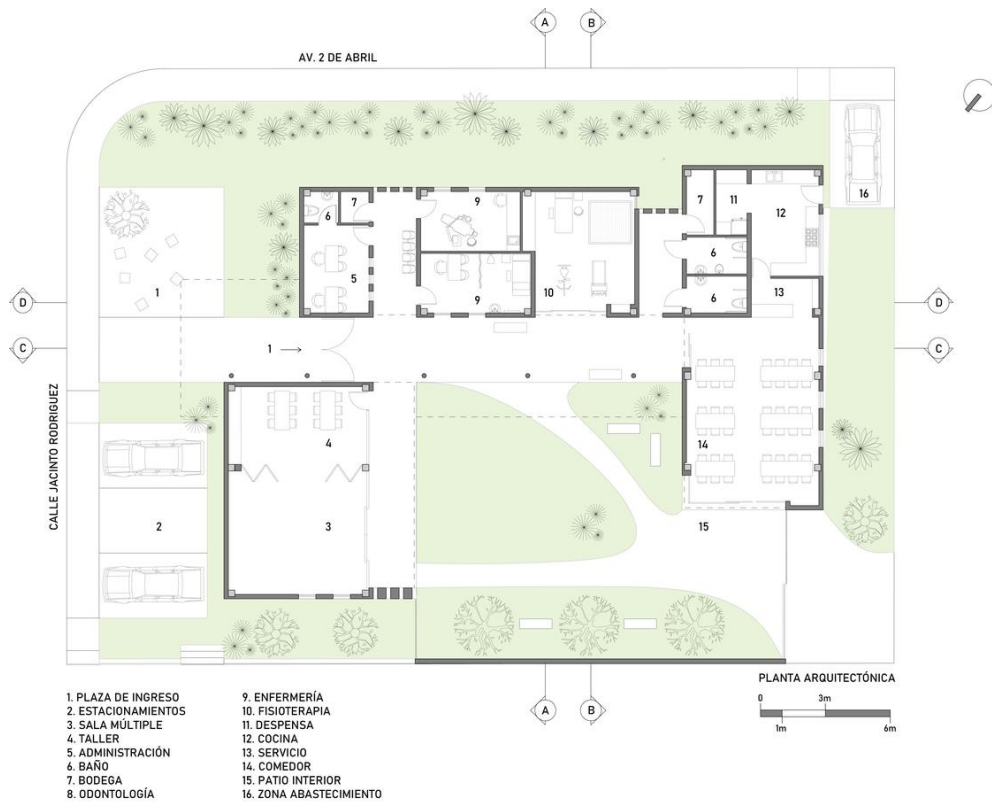 A
B
AV. 2 DE ABRIL
16
7
11
12
6
7
9
6
5
9
10
6
13
1
D
D
C
C
1
4
14
CALLE JACINTO RODRIGUEZ
2
3
15
PLANTA ARQUITECTÓNICA
0
3m
1m
6m
A
B
1. PLAZA DE INGRESO
2. ESTACIONAMIENTOS
3. SALA MÚLTIPLE
4. TALLER
5. ADMINISTRACIÓN
6. BAÑO
7. BODEGA
8. ODONTOLOGÍA
9. ENFERMERÍA
10. FISIOTERAPIA
11. DESPENSA
12. COCINA
13. SERVICIO
14. COMEDOR
15. PATIO INTERIOR
16. ZONA ABASTECIMIENTO